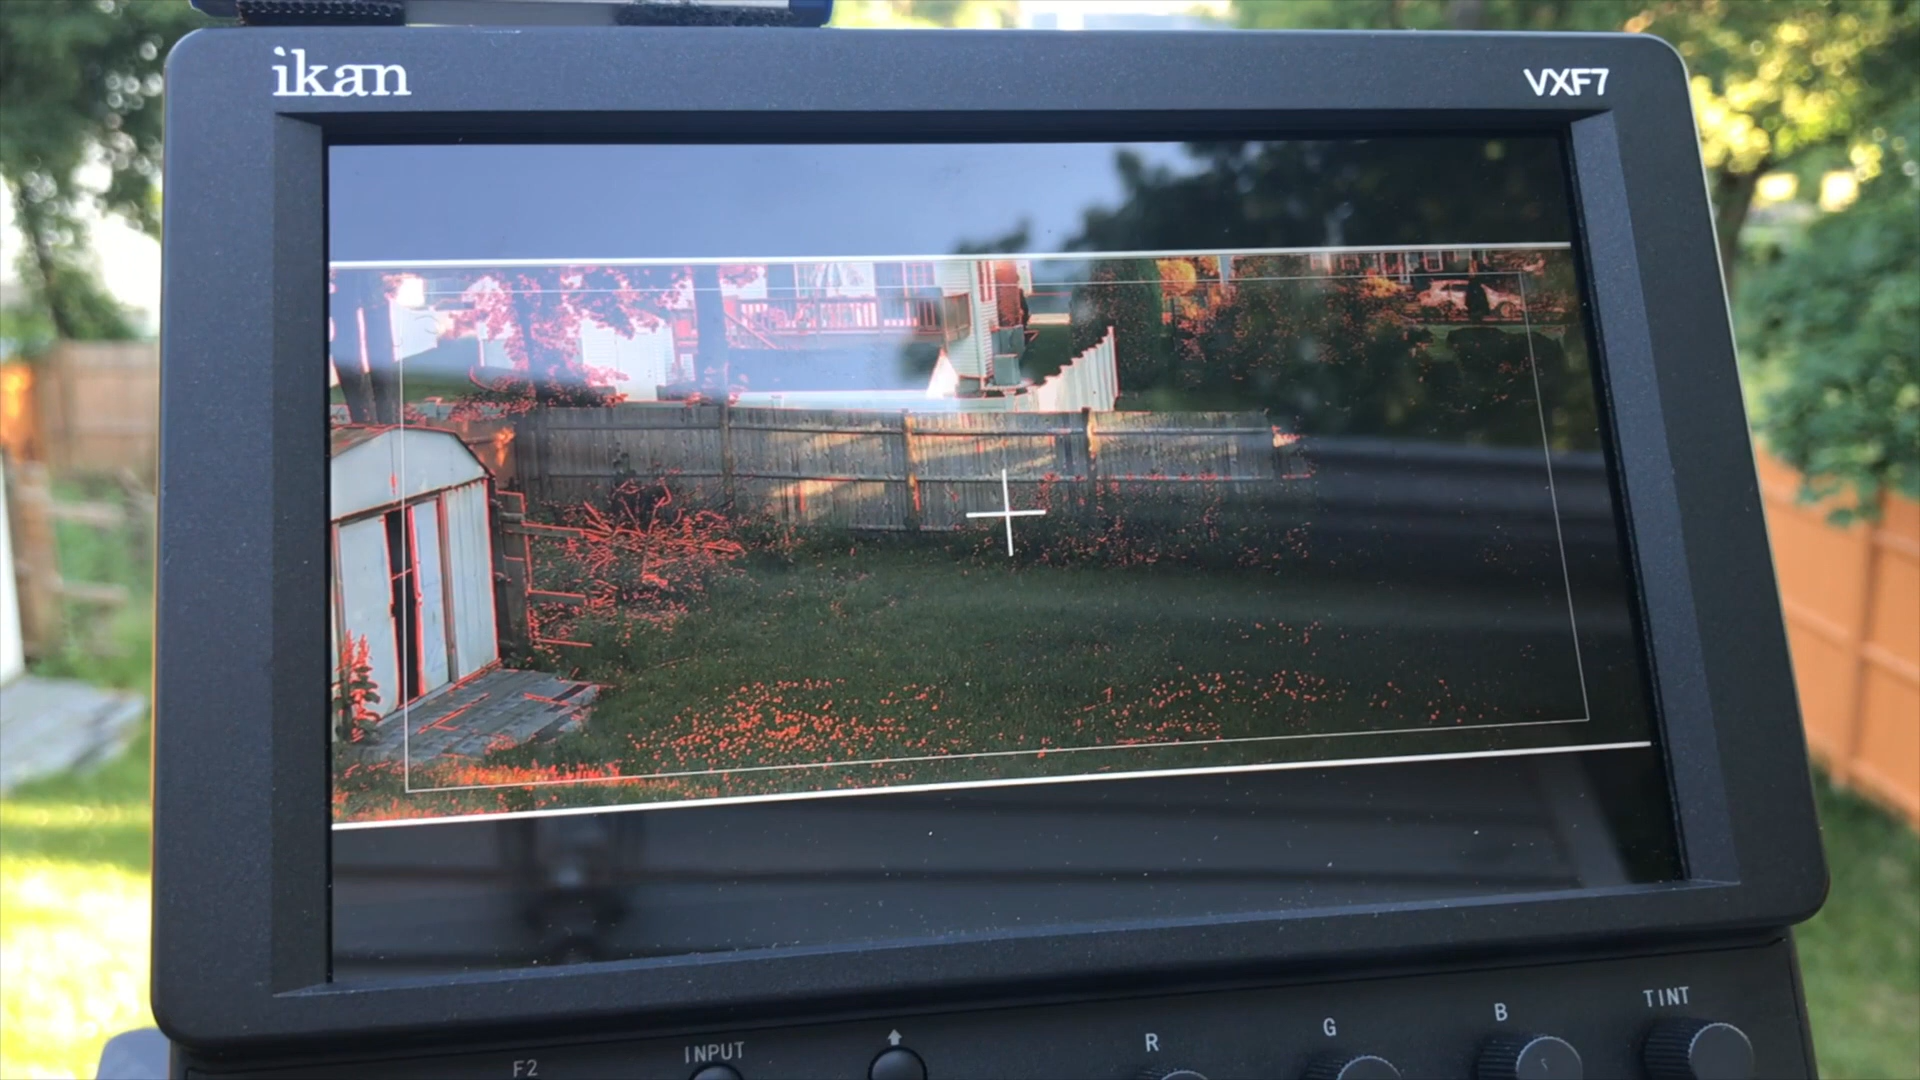 ikan
VXF7
F2
INPUT
R
G
B
TINT